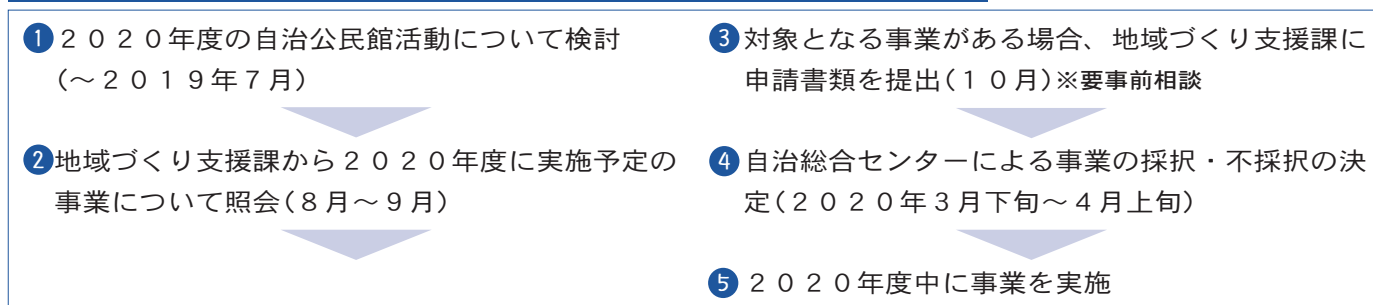 ❶２０２０年度の自治公民館活動について検討
(～２０１９年７月)
❷地域づくり支援課から２０２０年度に実施予定の
事業について照会(８月～９月)
❸対象となる事業がある場合、地域づくり支援課に
申請書類を提出(１０月)※要事前相談
❹自治総合センターによる事業の採択・不採択の決
定(２０２０年３月下旬～４月上旬)
❺２０２０年度中に事業を実施